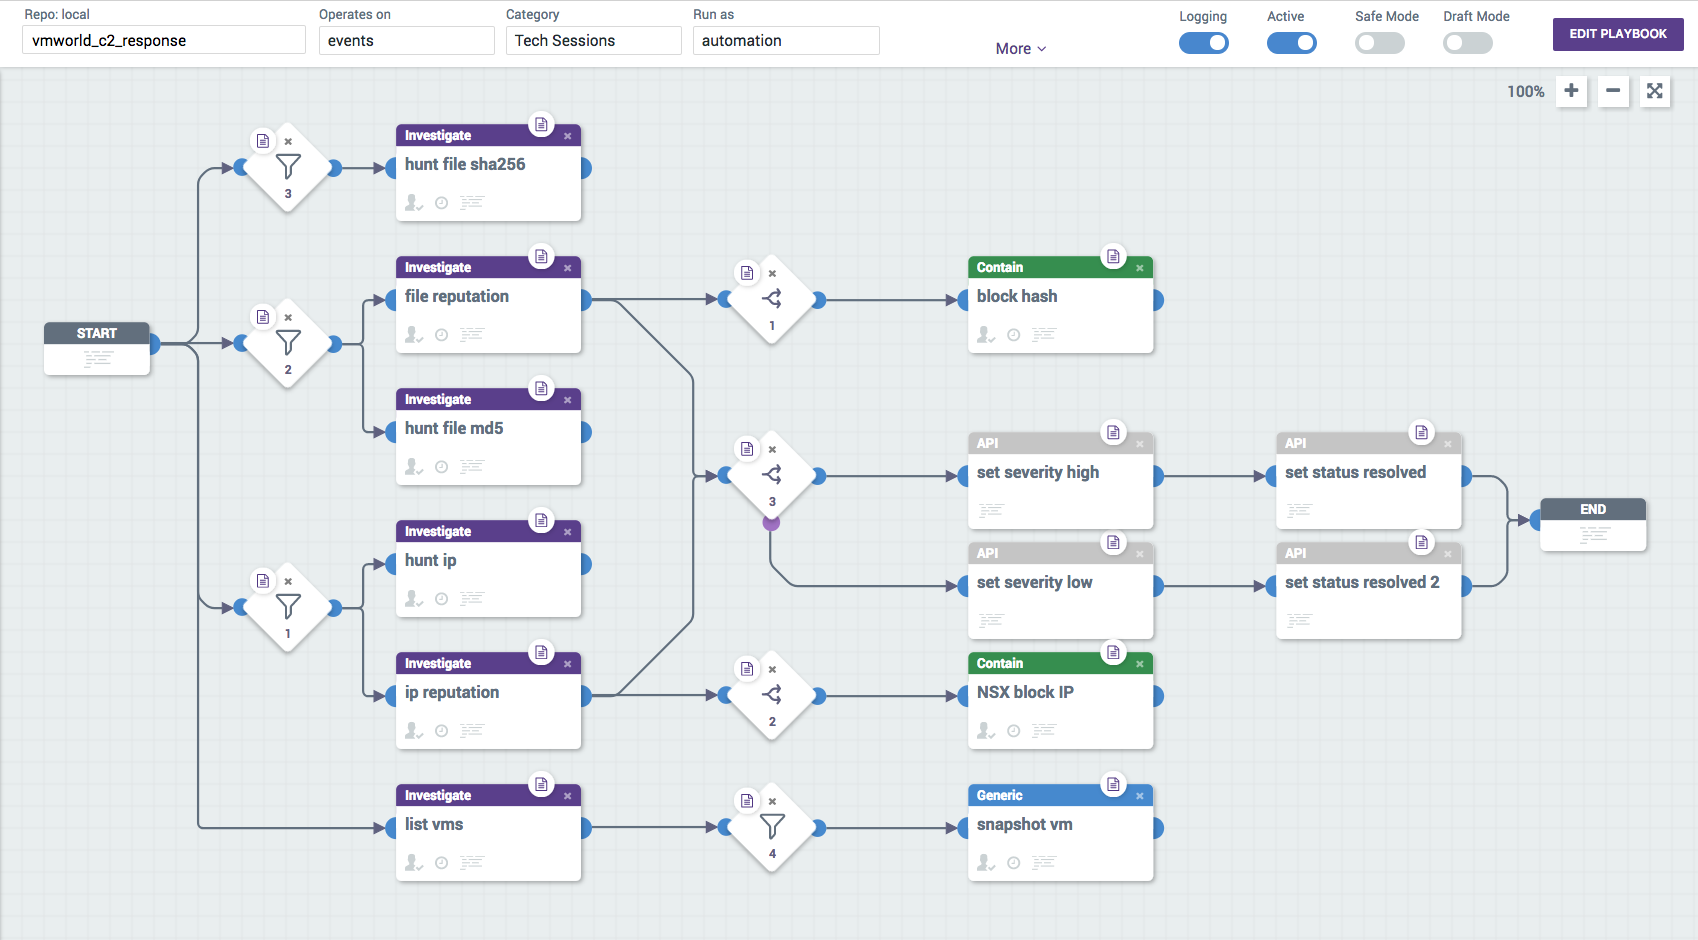 Repo: local
Operates on
Category
Run as
Logging
Active
Safe Mode
Draft Mode
vmworld_c2_response
events
Tech Sessions
automation
More
EDIT PLAYBOOK
100%
START
3
Investigate
hunt file sha256
2
Investigate
file reputation
1
Contain
block hash
Investigate
hunt file md5
3
API
set severity high
API
set status resolved
END
API
set severity low
API
set status resolved 2
1
Investigate
hunt ip
Investigate
ip reputation
2
Contain
NSX block IP
Investigate
list vms
4
Generic
snapshot vm